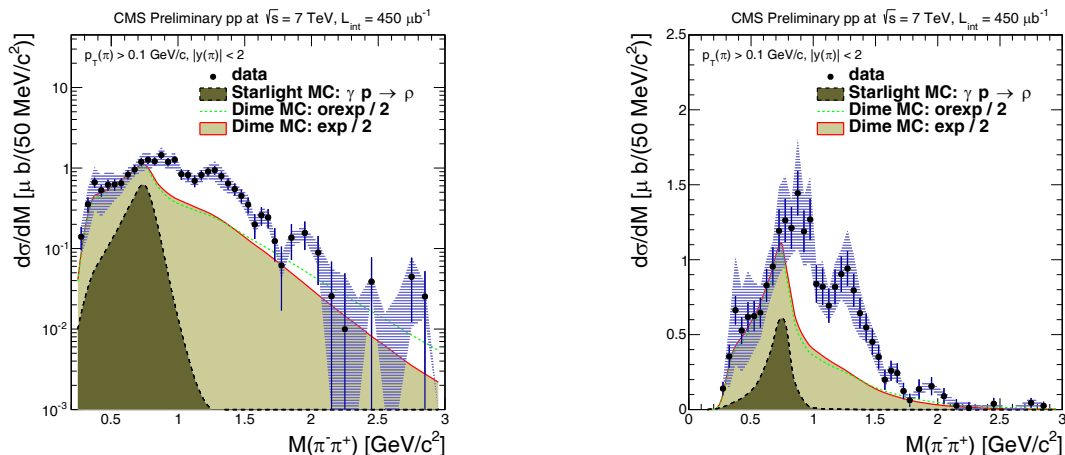 CMS Preliminary pp at √s = 7 TeV, L_int = 450 μb⁻¹
p_T(π) > 0.1 GeV/c, |y(π)| < 2
data
Starlight MC: γ p → ρ
Dime MC: orexp / 2
Dime MC: exp / 2
dσ/dM [μ b/(50 MeV/c²)]
10
1
10⁻¹
10⁻²
10⁻³
0.5 1 1.5 2 2.5 3
M(π⁻π⁺) [GeV/c²]
CMS Preliminary pp at √s = 7 TeV, L_int = 450 μb⁻¹
p_T(π) > 0.1 GeV/c, |y(π)| < 2
data
Starlight MC: γ p → ρ
Dime MC: orexp / 2
Dime MC: exp / 2
dσ/dM [μ b/(50 MeV/c²)]
2.5
2
1.5
1
0.5
0
0 0.5 1 1.5 2 2.5 3
M(π⁻π⁺) [GeV/c²]